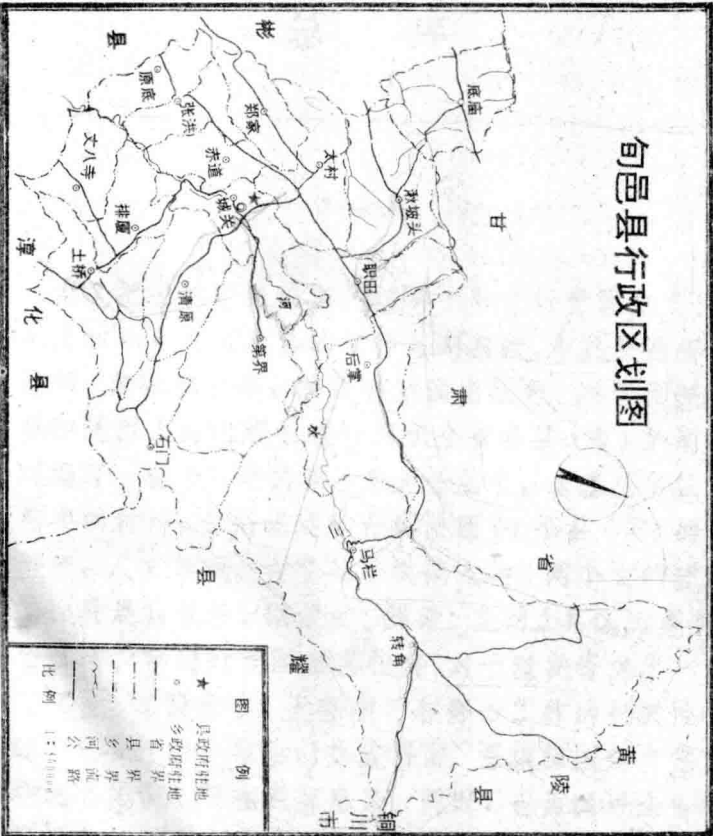 旬邑县行政区划图
彬
县
甘
肃
省
黄
陵
县
铜
川
市
耀
县
淳
化
县
底庙
湫坡头
原底
张洪
郑家
太村
赤道
城关
职田
丈八寺
排厦
土桥
清原
河
后掌
水
三
石门
马栏
转角
图 例
★ 县政府驻地
○ 乡政府驻地
省 界
县 界
乡 界
河 流
公 路
比 例